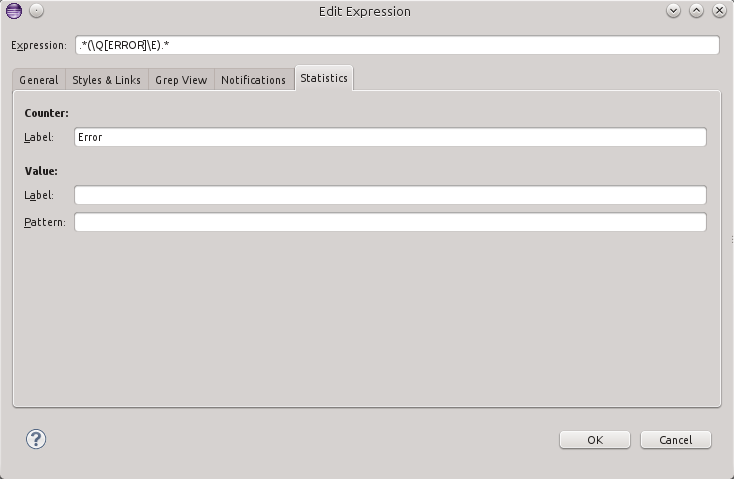 Edit Expression
Expression: .*(\Q[ERROR]\E).*
General Styles & Links Grep View Notifications Statistics
Counter:
Label: Error
Value:
Label:
Pattern:
? OK Cancel